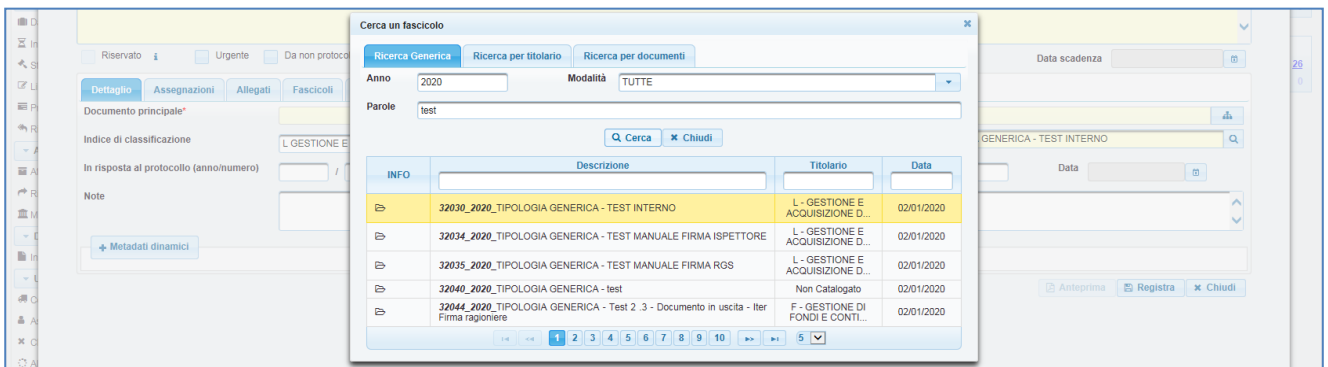 Cerca un fascicolo
Ricerca Generica Ricerca per titolario Ricerca per documenti
Anno 2020 Modalità TUTTE
Parole test
Cerca Chiudi
INFO Descrizione Titolario Data
32030_2020_TIPOLOGIA GENERICA - TEST INTERNO L - GESTIONE E ACQUISIZIONE D... 02/01/2020
32034_2020_TIPOLOGIA GENERICA - TEST MANUALE FIRMA ISPETTORE L - GESTIONE E ACQUISIZIONE D... 02/01/2020
32035_2020_TIPOLOGIA GENERICA - TEST MANUALE FIRMA RGS L - GESTIONE E ACQUISIZIONE D... 02/01/2020
32040_2020_TIPOLOGIA GENERICA - test Non Catalogato 02/01/2020
32044_2020_TIPOLOGIA GENERICA - Test 2 .3 - Documento in uscita - Iter Firma ragioniere F - GESTIONE DI FONDI E CONTI... 02/01/2020
1 2 3 4 5 6 7 8 9 10 5
Riservato i Urgente Da non protocol
Data scadenza
26
Dettaglio Assegnazioni Allegati Fascicoli
Documento principale*
Indice di classificazione L GESTIONE E
GENERICA - TEST INTERNO
In risposta al protocollo (anno/numero) /
Data
Note
+ Metadati dinamici
Anteprima Registra Chiudi